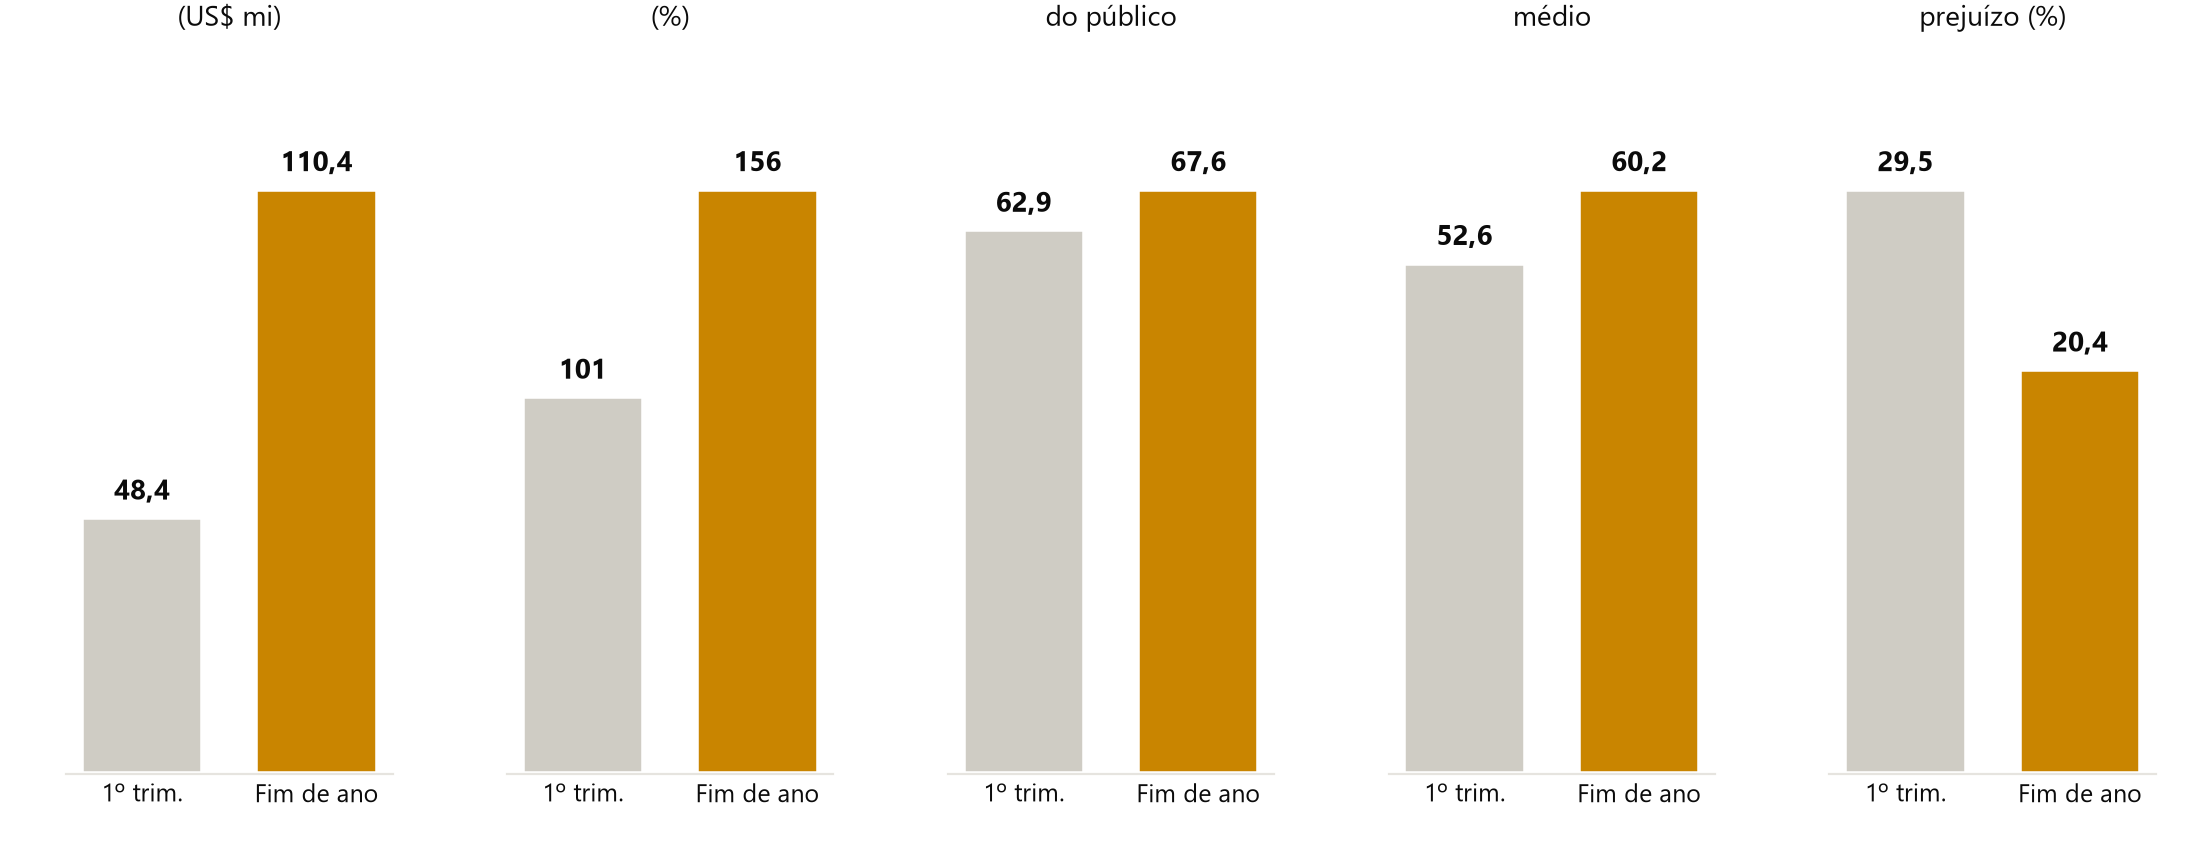 (US$ mi)
(%)
do público
médio
prejuízo (%)
48,4
110,4
1º trim.
Fim de ano
101
156
1º trim.
Fim de ano
62,9
67,6
1º trim.
Fim de ano
52,6
60,2
1º trim.
Fim de ano
29,5
20,4
1º trim.
Fim de ano